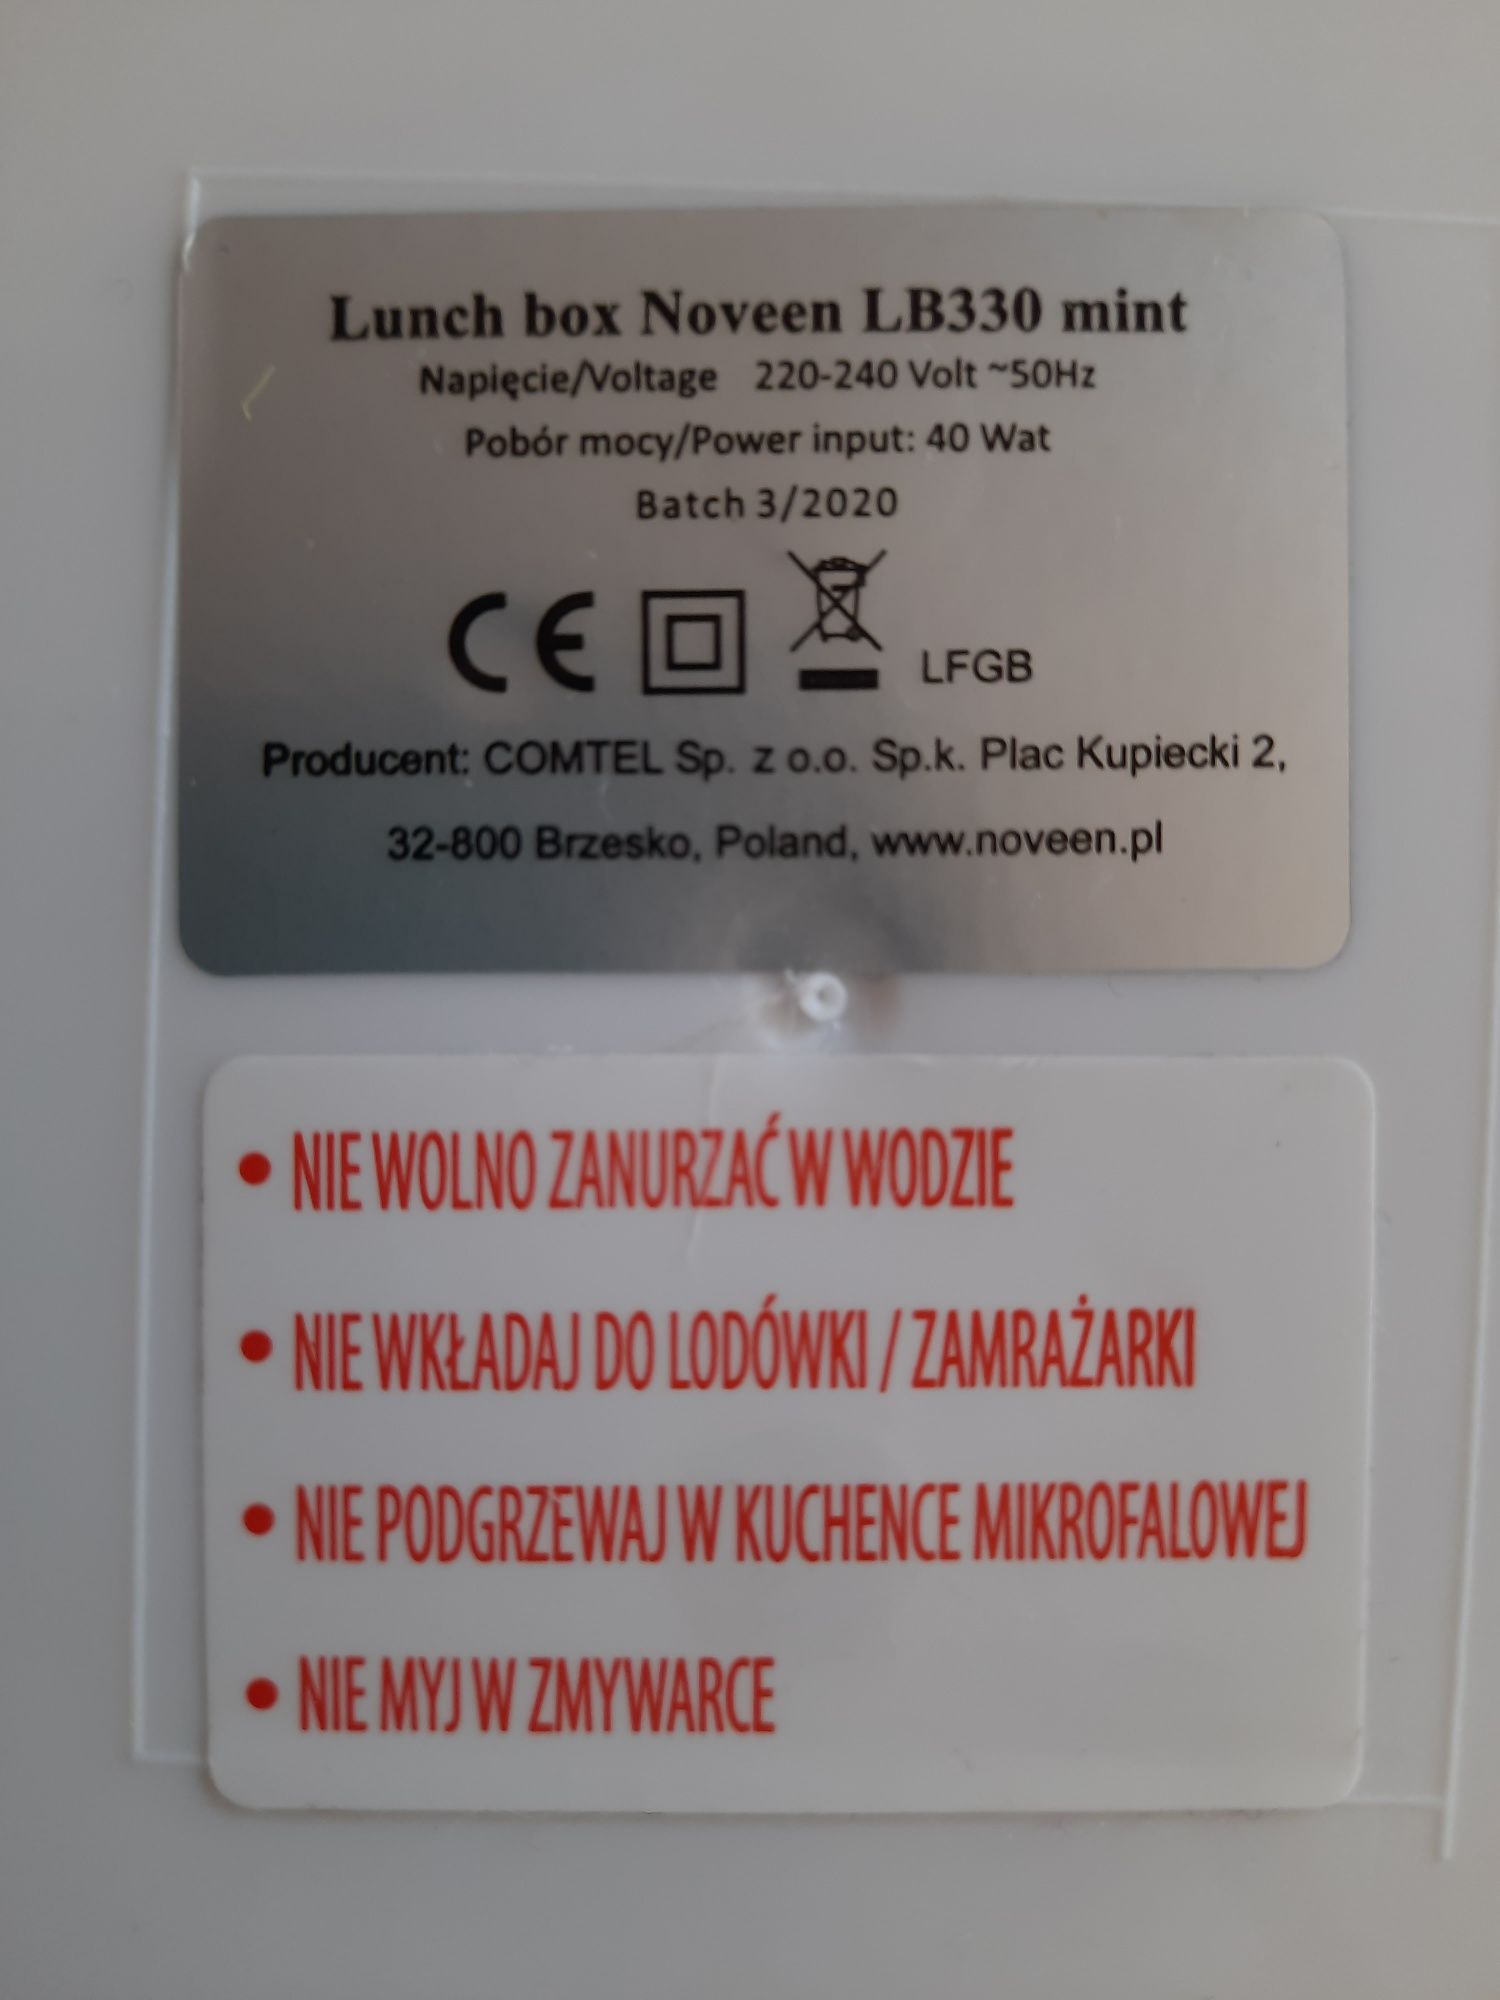 Lunch box Noveen LB330 mint
Napięcie/Voltage 220-240 Volt ~50Hz
Pobór mocy/Power input: 40 Wat
Batch 3/2020
CE LFGB
Producent: COMTEL Sp. z o.o. Sp.k. Plac Kupiecki 2,
32-800 Brzesko, Poland, www.noveen.pl
• NIE WOLNO ZANURZAĆ W WODZIE
• NIE WKŁADAJ DO LODÓWKI / ZAMRAŻARKI
• NIE PODGRZEWAJ W KUCHENCE MIKROFALOWEJ
• NIE MYJ W ZMYWARCE